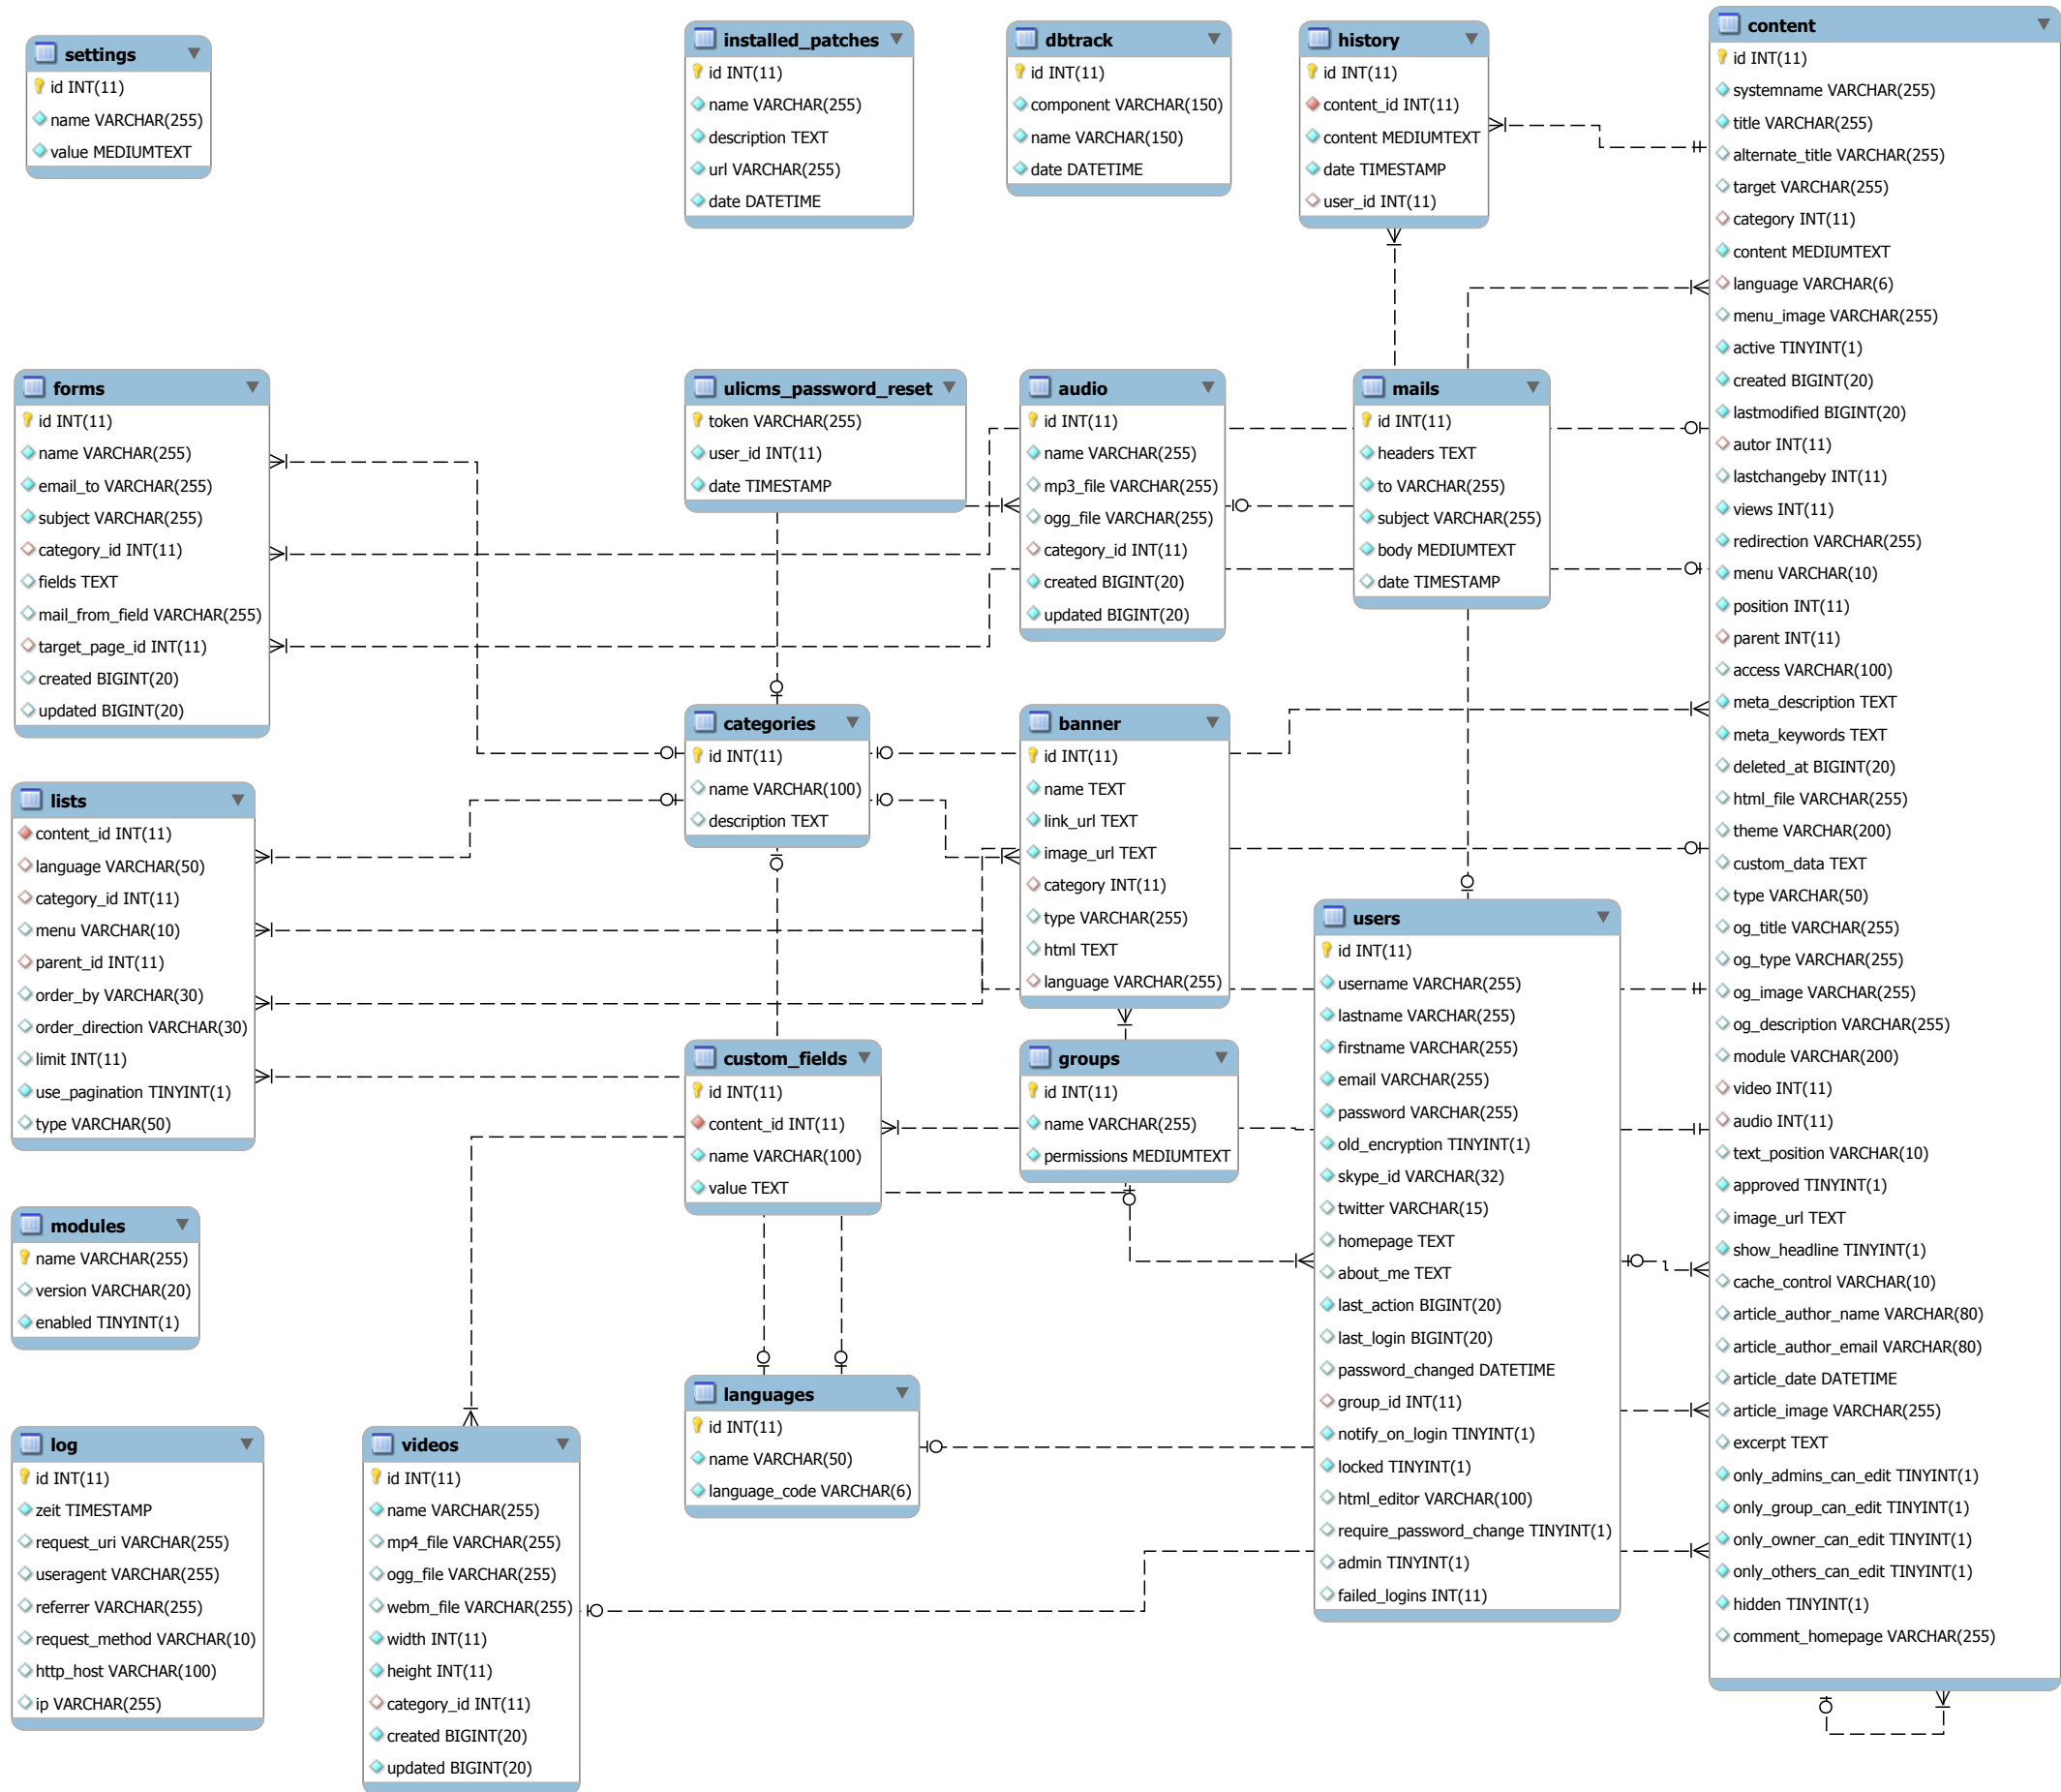 settings
id INT(11)
name VARCHAR(255)
value MEDIUMTEXT
installed_patches
id INT(11)
name VARCHAR(255)
description TEXT
url VARCHAR(255)
date DATETIME
dbtrack
id INT(11)
component VARCHAR(150)
name VARCHAR(150)
date DATETIME
history
id INT(11)
content_id INT(11)
content MEDIUMTEXT
date TIMESTAMP
user_id INT(11)
content
id INT(11)
systemname VARCHAR(255)
title VARCHAR(255)
alternate_title VARCHAR(255)
target VARCHAR(255)
category INT(11)
content MEDIUMTEXT
language VARCHAR(6)
menu_image VARCHAR(255)
active TINYINT(1)
created BIGINT(20)
lastmodified BIGINT(20)
autor INT(11)
lastchangeby INT(11)
views INT(11)
redirection VARCHAR(255)
menu VARCHAR(10)
position INT(11)
parent INT(11)
access VARCHAR(100)
meta_description TEXT
meta_keywords TEXT
deleted_at BIGINT(20)
html_file VARCHAR(255)
theme VARCHAR(200)
custom_data TEXT
type VARCHAR(50)
og_title VARCHAR(255)
og_type VARCHAR(255)
og_image VARCHAR(255)
og_description VARCHAR(255)
module VARCHAR(200)
video INT(11)
audio INT(11)
text_position VARCHAR(10)
approved TINYINT(1)
image_url TEXT
show_headline TINYINT(1)
cache_control VARCHAR(10)
article_author_name VARCHAR(80)
article_author_email VARCHAR(80)
article_date DATETIME
article_image VARCHAR(255)
excerpt TEXT
only_admins_can_edit TINYINT(1)
only_group_can_edit TINYINT(1)
only_owner_can_edit TINYINT(1)
only_others_can_edit TINYINT(1)
hidden TINYINT(1)
comment_homepage VARCHAR(255)
forms
id INT(11)
name VARCHAR(255)
email_to VARCHAR(255)
subject VARCHAR(255)
category_id INT(11)
fields TEXT
mail_from_field VARCHAR(255)
target_page_id INT(11)
created BIGINT(20)
updated BIGINT(20)
ulicms_password_reset
token VARCHAR(255)
user_id INT(11)
date TIMESTAMP
audio
id INT(11)
name VARCHAR(255)
mp3_file VARCHAR(255)
ogg_file VARCHAR(255)
category_id INT(11)
created BIGINT(20)
updated BIGINT(20)
mails
id INT(11)
headers TEXT
to VARCHAR(255)
subject VARCHAR(255)
body MEDIUMTEXT
date TIMESTAMP
categories
id INT(11)
name VARCHAR(100)
description TEXT
banner
id INT(11)
name TEXT
link_url TEXT
image_url TEXT
category INT(11)
type VARCHAR(255)
html TEXT
language VARCHAR(255)
lists
content_id INT(11)
language VARCHAR(50)
category_id INT(11)
menu VARCHAR(10)
parent_id INT(11)
order_by VARCHAR(30)
order_direction VARCHAR(30)
limit INT(11)
use_pagination TINYINT(1)
type VARCHAR(50)
users
id INT(11)
username VARCHAR(255)
lastname VARCHAR(255)
firstname VARCHAR(255)
email VARCHAR(255)
password VARCHAR(255)
old_encryption TINYINT(1)
skype_id VARCHAR(32)
twitter VARCHAR(15)
homepage TEXT
about_me TEXT
last_action BIGINT(20)
last_login BIGINT(20)
password_changed DATETIME
group_id INT(11)
notify_on_login TINYINT(1)
locked TINYINT(1)
html_editor VARCHAR(100)
require_password_change TINYINT(1)
admin TINYINT(1)
failed_logins INT(11)
custom_fields
id INT(11)
content_id INT(11)
name VARCHAR(100)
value TEXT
groups
id INT(11)
name VARCHAR(255)
permissions MEDIUMTEXT
modules
name VARCHAR(255)
version VARCHAR(20)
enabled TINYINT(1)
languages
id INT(11)
name VARCHAR(50)
language_code VARCHAR(6)
log
id INT(11)
zeit TIMESTAMP
request_uri VARCHAR(255)
useragent VARCHAR(255)
referrer VARCHAR(255)
request_method VARCHAR(10)
http_host VARCHAR(100)
ip VARCHAR(255)
videos
id INT(11)
name VARCHAR(255)
mp4_file VARCHAR(255)
ogg_file VARCHAR(255)
webm_file VARCHAR(255)
width INT(11)
height INT(11)
category_id INT(11)
created BIGINT(20)
updated BIGINT(20)